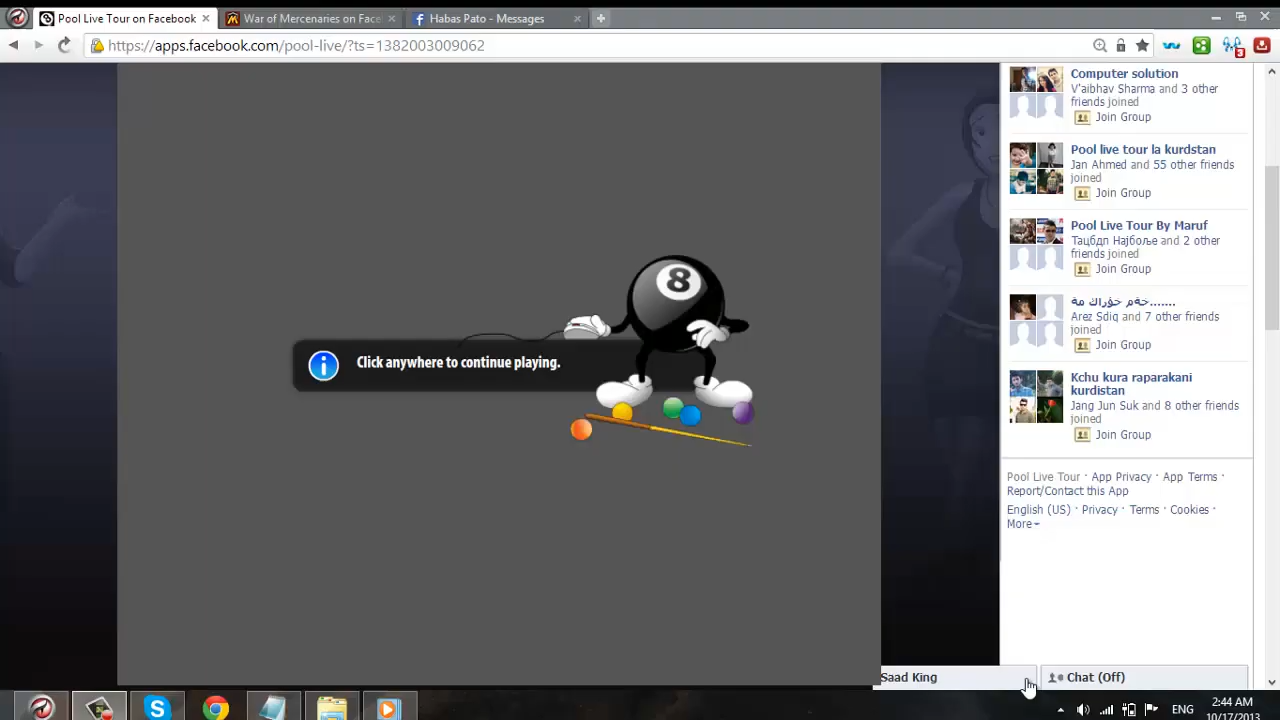 Pool Live Tour on Facebook
War of Mercenaries on Face
Habas Pato - Messages
https://apps.facebook.com/pool-live/?ts=1382003009062
3
Computer solution
V'aibhav Sharma and 3 other
friends joined
Join Group
Pool live tour la kurdstan
Jan Ahmed and 55 other friends
joined
Join Group
Pool Live Tour By Maruf
Тацбдп Најбоље and 2 other
friends joined
Join Group
Arez Sdiq and 7 other friends
joined
Join Group
Kchu kura raparakani
kurdistan
Jang Jun Suk and 8 other friends
joined
Join Group
8
Click anywhere to continue playing.
Pool Live Tour · App Privacy · App Terms ·
Report/Contact this App
English (US) · Privacy · Terms · Cookies ·
More
Saad King
Chat (Off)
ENG
2:44 AM
10/17/2013